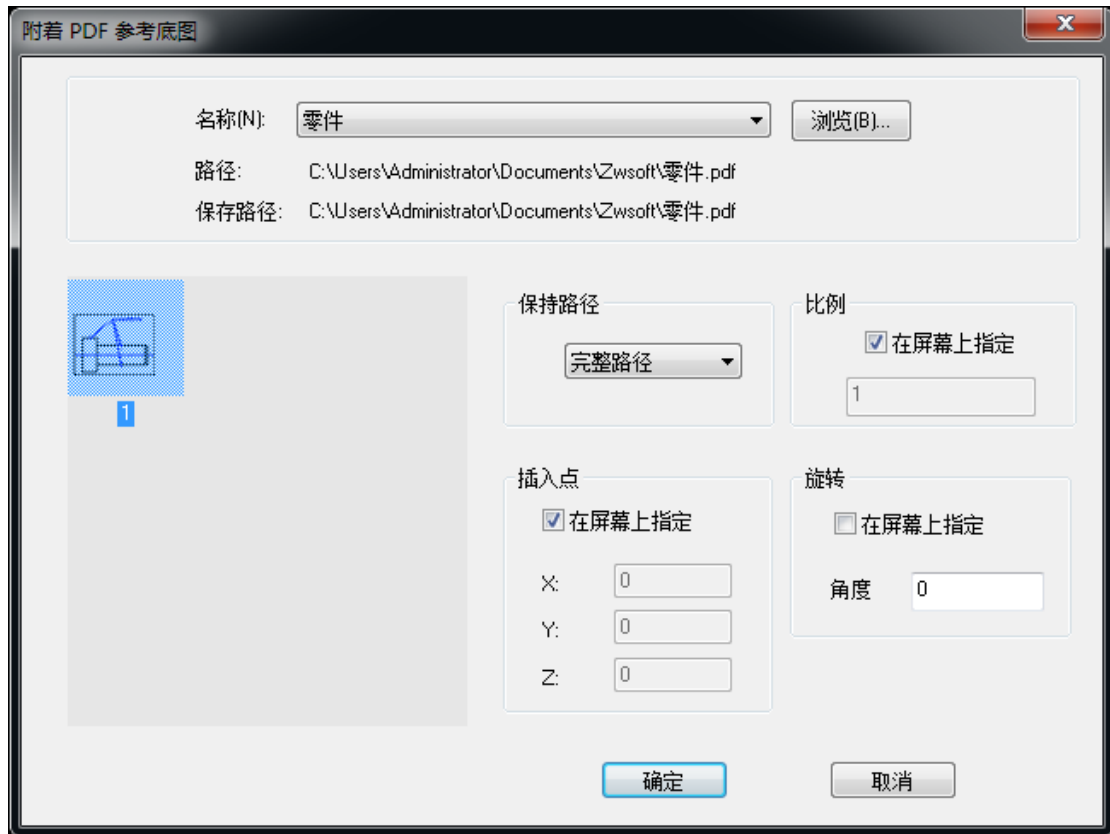 附着 PDF 参考底图
名称(N): 零件 浏览(B)...
路径: C:\Users\Administrator\Documents\Zwsoft\零件.pdf
保存路径: C:\Users\Administrator\Documents\Zwsoft\零件.pdf
1
保持路径
完整路径
比例
在屏幕上指定
1
插入点
在屏幕上指定
X: 0
Y: 0
Z: 0
旋转
在屏幕上指定
角度 0
确定 取消